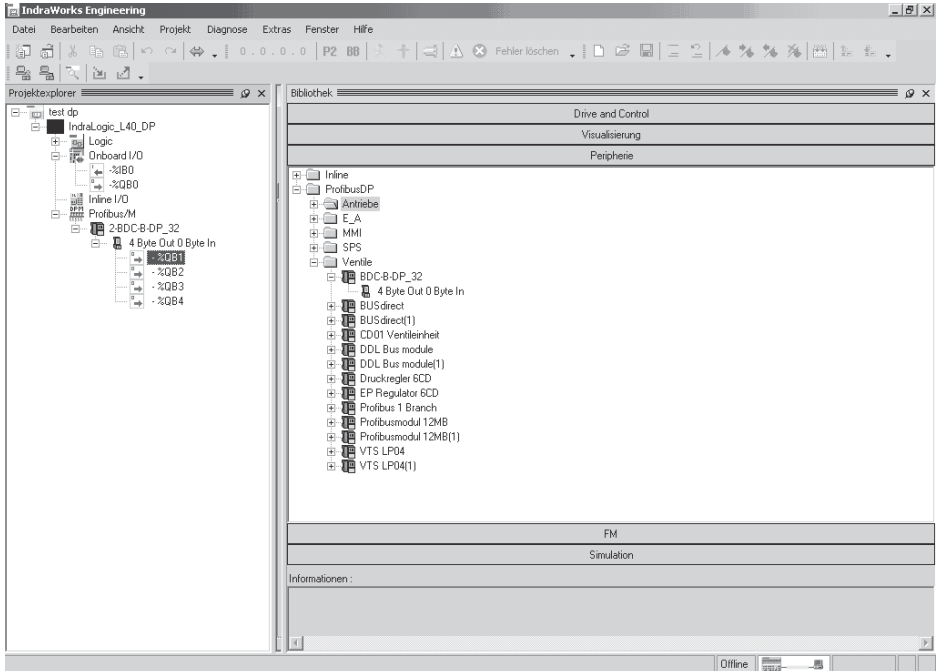 IndraWorks Engineering
Datei Bearbeiten Ansicht Projekt Diagnose Extras Fenster Hilfe
0 . 0 . 0 . 0 P2 BB Fehler löschen
Projektexplorer
test dp
IndraLogic_L40_DP
Logic
Onboard I/O
-%IB0
-%QB0
Inline I/O
Profibus/M
2-BDC-B-DP_32
4 Byte Out 0 Byte In
- %QB1
- %QB2
- %QB3
- %QB4
Bibliothek
Drive and Control
Visualisierung
Peripherie
Inline
ProfibusDP
Antriebe
E_A
MMI
SPS
Ventile
BDC-B-DP_32
4 Byte Out 0 Byte In
BUSdirect
BUSdirect(1)
CD01 Ventileinheit
DDL Bus module
DDL Bus module(1)
Druckregler 6CD
EP Regulator 6CD
Profibus 1 Branch
Profibusmodul 12MB
Profibusmodul 12MB(1)
VTS LP04
VTS LP04(1)
FM
Simulation
Informationen :
Offline